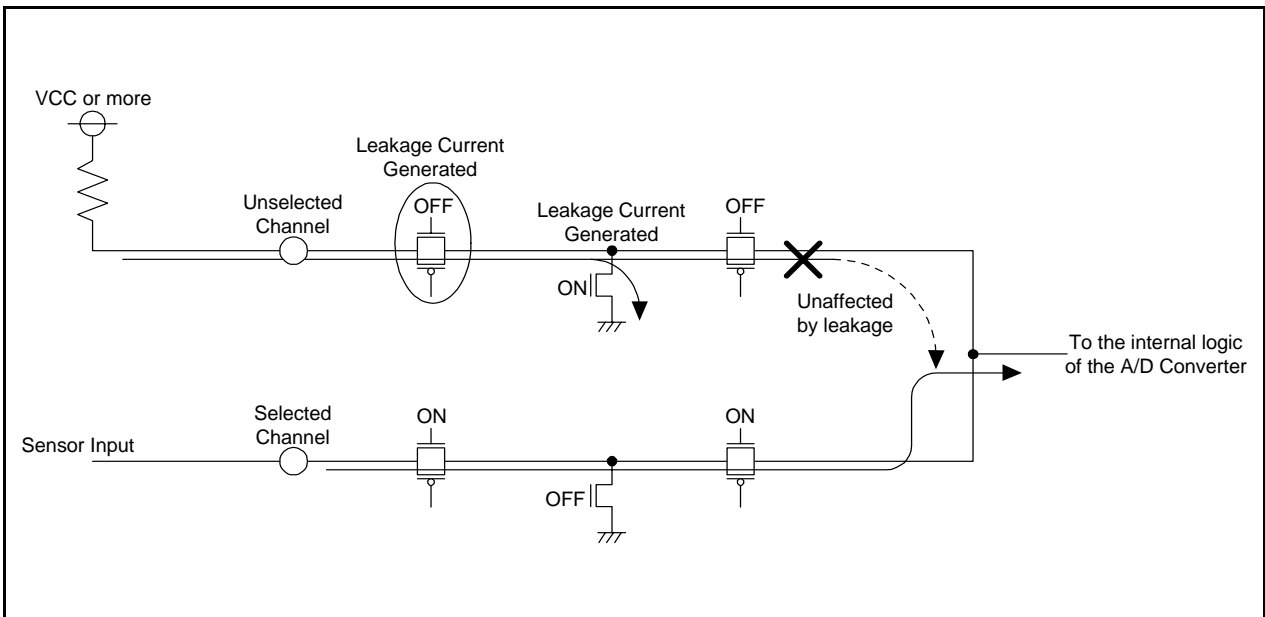 VCC or more
Leakage Current
Generated
Unselected
Channel
OFF
Leakage Current
Generated
OFF
ON
Unaffected
by leakage
To the internal logic
of the A/D Converter
Selected
Channel
ON
ON
Sensor Input
OFF